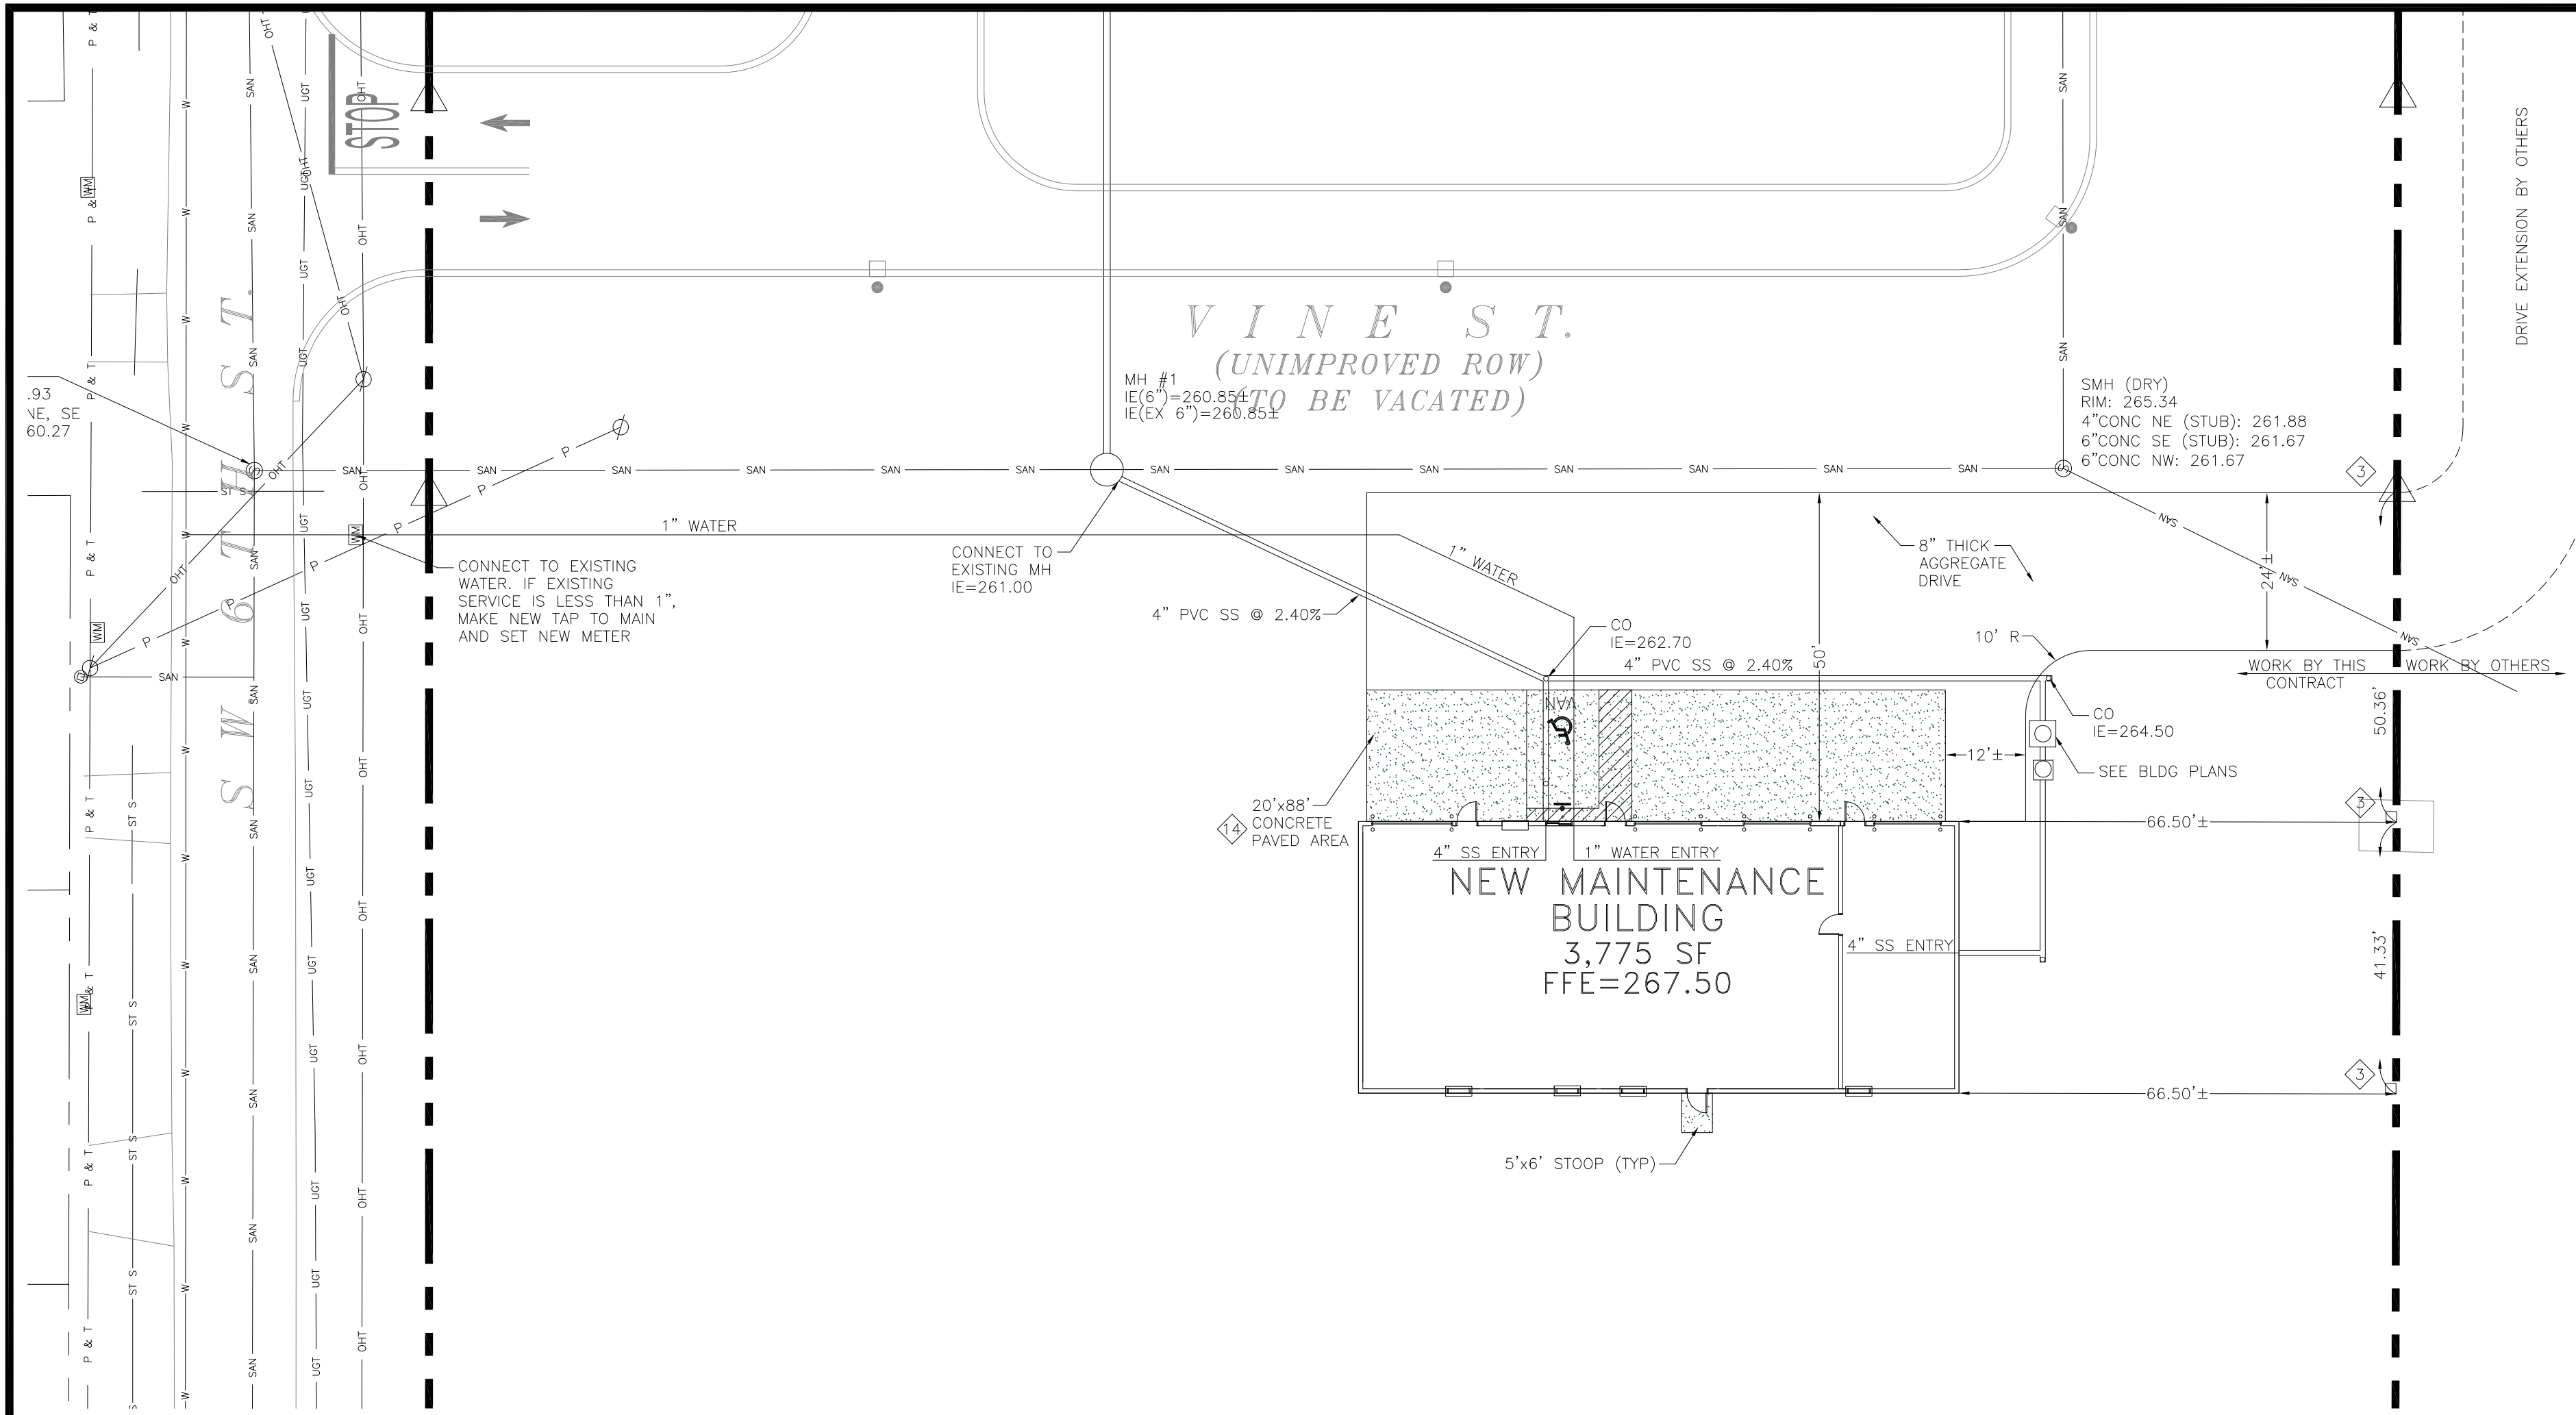 STOP
V I N E S T.
(UNIMPROVED ROW)
(TO BE VACATED)
DRIVE EXTENSION BY OTHERS
.93
NE, SE
60.27
S W 6 T H S T.
MH #1
IE(6")=260.85±
IE(EX 6")=260.85±
SMH (DRY)
RIM: 265.34
4"CONC NE (STUB): 261.88
6"CONC SE (STUB): 261.67
6"CONC NW: 261.67
3
1" WATER
CONNECT TO EXISTING
WATER. IF EXISTING
SERVICE IS LESS THAN 1",
MAKE NEW TAP TO MAIN
AND SET NEW METER
CONNECT TO
EXISTING MH
IE=261.00
1" WATER
4" PVC SS @ 2.40%
CO
IE=262.70
4" PVC SS @ 2.40%
50'
8" THICK
AGGREGATE
DRIVE
24'±
10' R
WORK BY THIS
CONTRACT
WORK BY OTHERS
50.36'
CO
IE=264.50
SEE BLDG PLANS
12'±
VAN
20'x88'
CONCRETE
PAVED AREA
14
3
66.50'±
4" SS ENTRY
1" WATER ENTRY
NEW MAINTENANCE
BUILDING
3,775 SF
FFE=267.50
4" SS ENTRY
41.33'
3
66.50'±
5'x6' STOOP (TYP)
P & T
WM
W
SAN
UGT
OHT
P
ST S